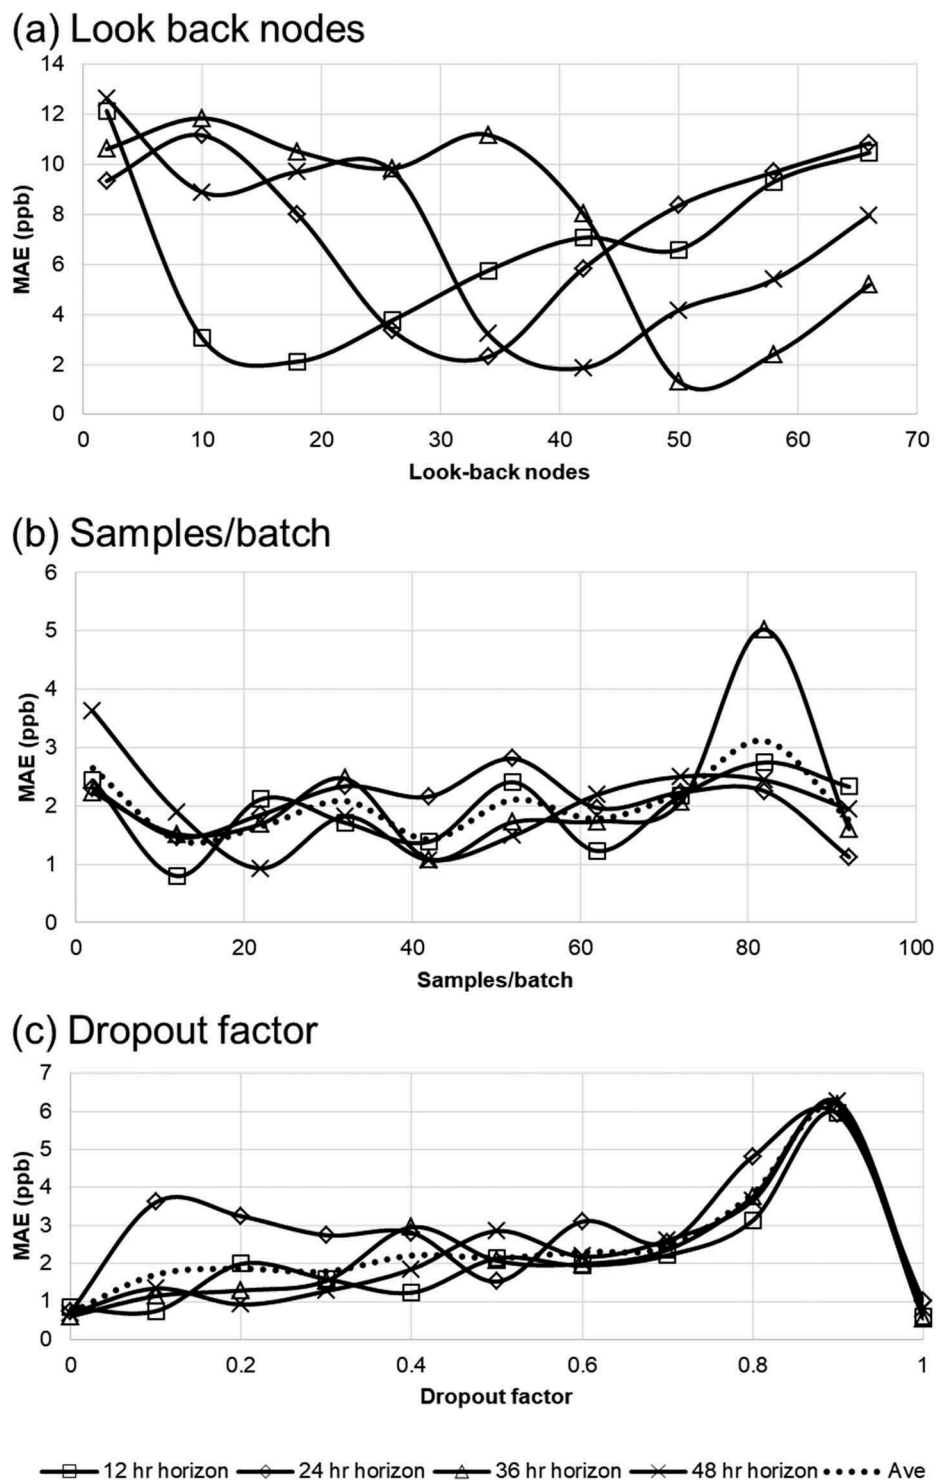 (a) Look back nodes
14
12
10
8
6
4
2
0
MAE (ppb)
0 10 20 30 40 50 60 70
Look-back nodes
(b) Samples/batch
6
5
4
3
2
1
0
MAE (ppb)
0 20 40 60 80 100
Samples/batch
(c) Dropout factor
7
6
5
4
3
2
1
0
MAE (ppb)
0 0.2 0.4 0.6 0.8 1
Dropout factor
12 hr horizon 24 hr horizon 36 hr horizon 48 hr horizon Ave